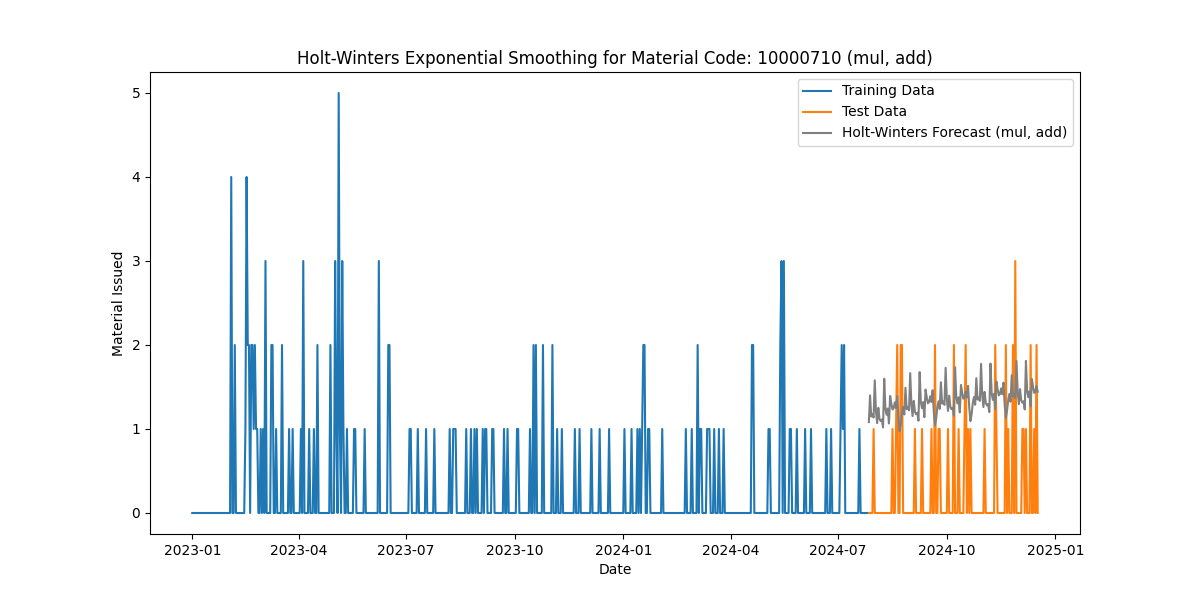 Holt-Winters Exponential Smoothing for Material Code: 10000710 (mul, add)
Training Data
Test Data
Holt-Winters Forecast (mul, add)
Material Issued
5
4
3
2
1
0
2023-01 2023-04 2023-07 2023-10 2024-01 2024-04 2024-07 2024-10 2025-01
Date